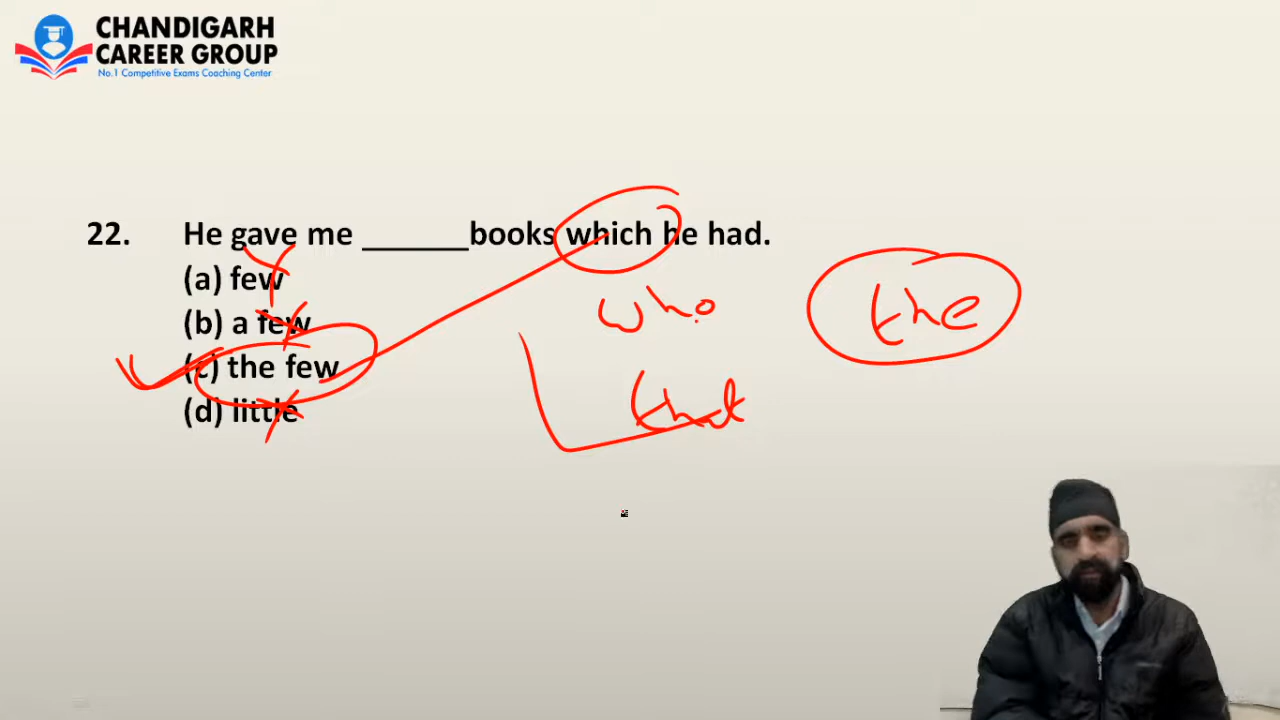 CHANDIGARH
CAREER GROUP
No.1 Competitive Exams Coaching Center
22. He gave me ______books which he had.
(a) few
(b) a few
(c) the few
(d) little
who
the
that